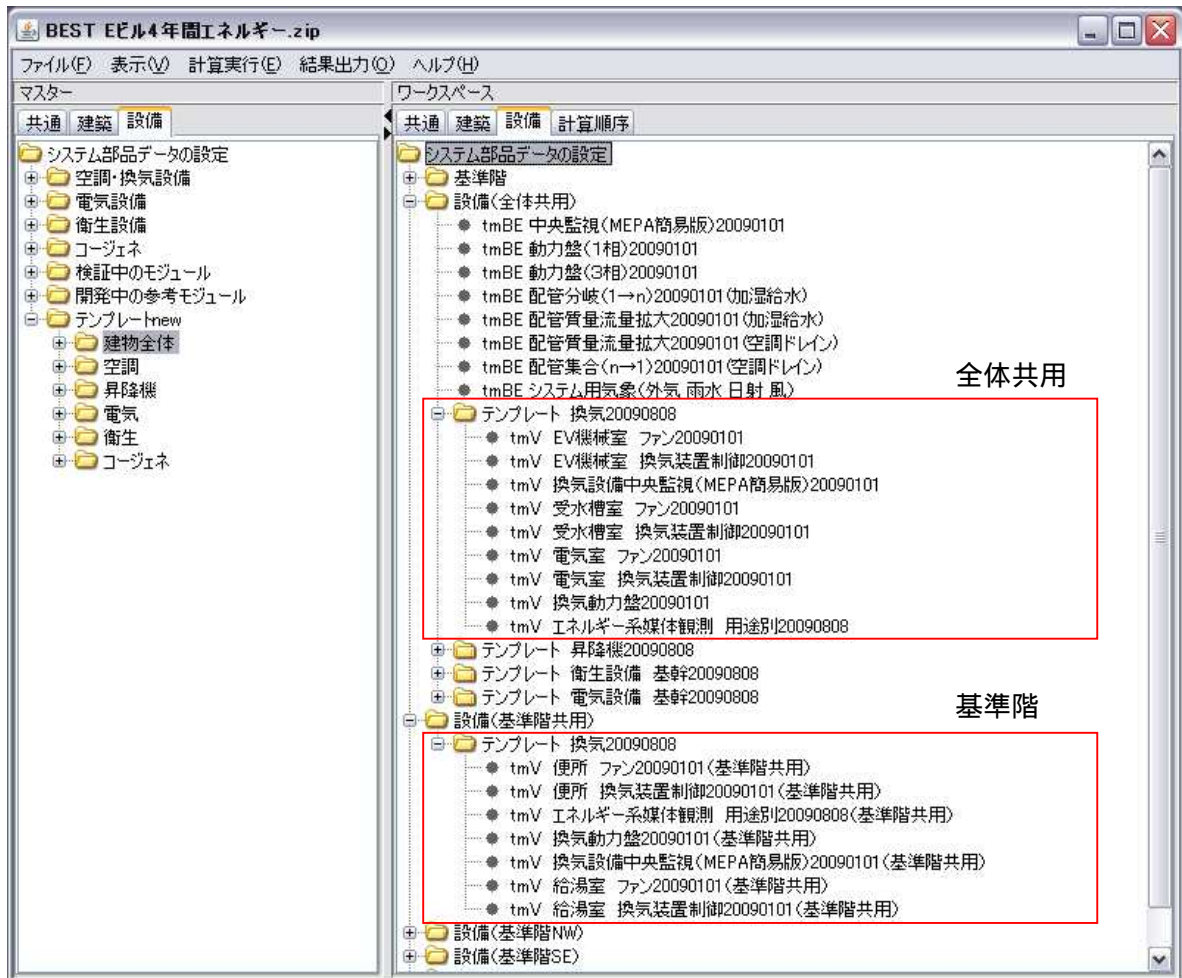 BEST Eビル4年間エネルギー.zip
ファイル(F) 表示(V) 計算実行(E) 結果出力(O) ヘルプ(H)
マスター
共通 建築 設備
システム部品データの設定
空調・換気設備
電気設備
衛生設備
コージェネ
検証中のモジュール
開発中の参考モジュール
テンプレートnew
建物全体
空調
昇降機
電気
衛生
コージェネ
ワークスペース
共通 建築 設備 計算順序
システム部品データの設定
基準階
設備(全体共用)
tmBE 中央監視(MEPA簡易版)20090101
tmBE 動力盤(1相)20090101
tmBE 動力盤(3相)20090101
tmBE 配管分岐(1→n)20090101(加湿給水)
tmBE 配管質量流量拡大20090101(加湿給水)
tmBE 配管質量流量拡大20090101(空調ドレイン)
tmBE 配管集合(n→1)20090101(空調ドレイン)
tmBE システム用気象(外気 雨水 日射 風)
全体共用
テンプレート 換気20090808
tmV EV機械室 ファン20090101
tmV EV機械室 換気装置制御20090101
tmV 換気設備中央監視(MEPA簡易版)20090101
tmV 受水槽室 ファン20090101
tmV 受水槽室 換気装置制御20090101
tmV 電気室 ファン20090101
tmV 電気室 換気装置制御20090101
tmV 換気動力盤20090101
tmV エネルギー系媒体観測 用途別20090808
テンプレート 昇降機20090808
テンプレート 衛生設備 基幹20090808
テンプレート 電気設備 基幹20090808
基準階
設備(基準階共用)
テンプレート 換気20090808
tmV 便所 ファン20090101(基準階共用)
tmV 便所 換気装置制御20090101(基準階共用)
tmV エネルギー系媒体観測 用途別20090808(基準階共用)
tmV 換気動力盤20090101(基準階共用)
tmV 換気設備中央監視(MEPA簡易版)20090101(基準階共用)
tmV 給湯室 ファン20090101(基準階共用)
tmV 給湯室 換気装置制御20090101(基準階共用)
設備(基準階NW)
設備(基準階SE)